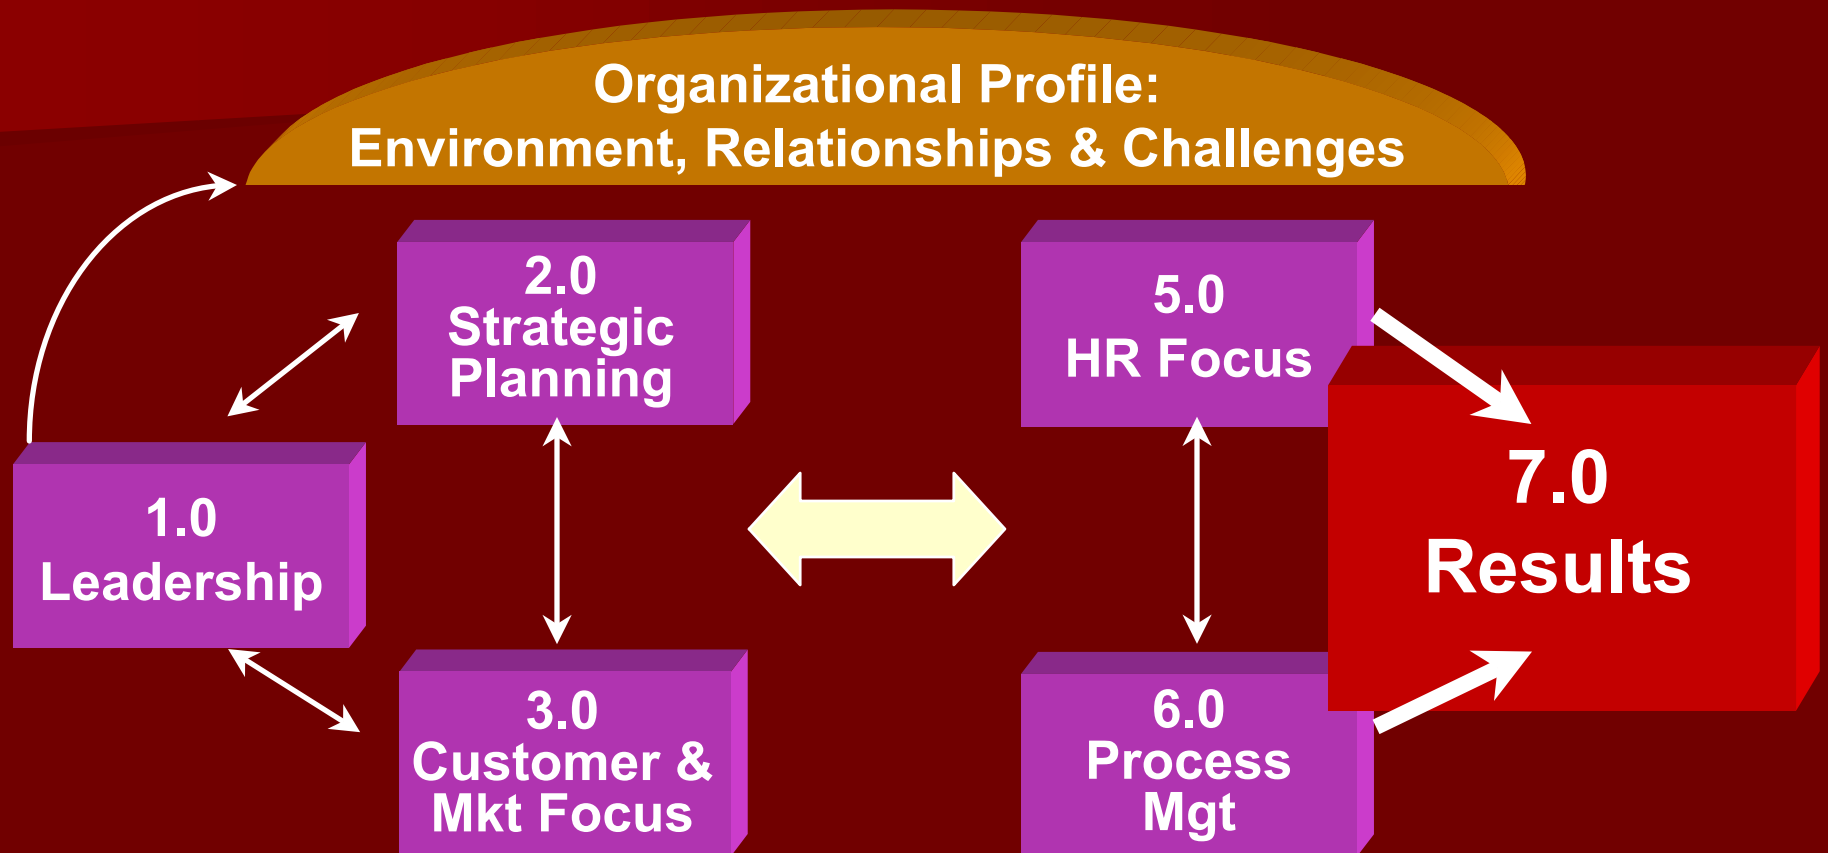 Organizational Profile:
Environment, Relationships & Challenges
2.0
Strategic
Planning
5.0
HR Focus
1.0
Leadership
7.0
Results
3.0
Customer &
Mkt Focus
6.0
Process
Mgt